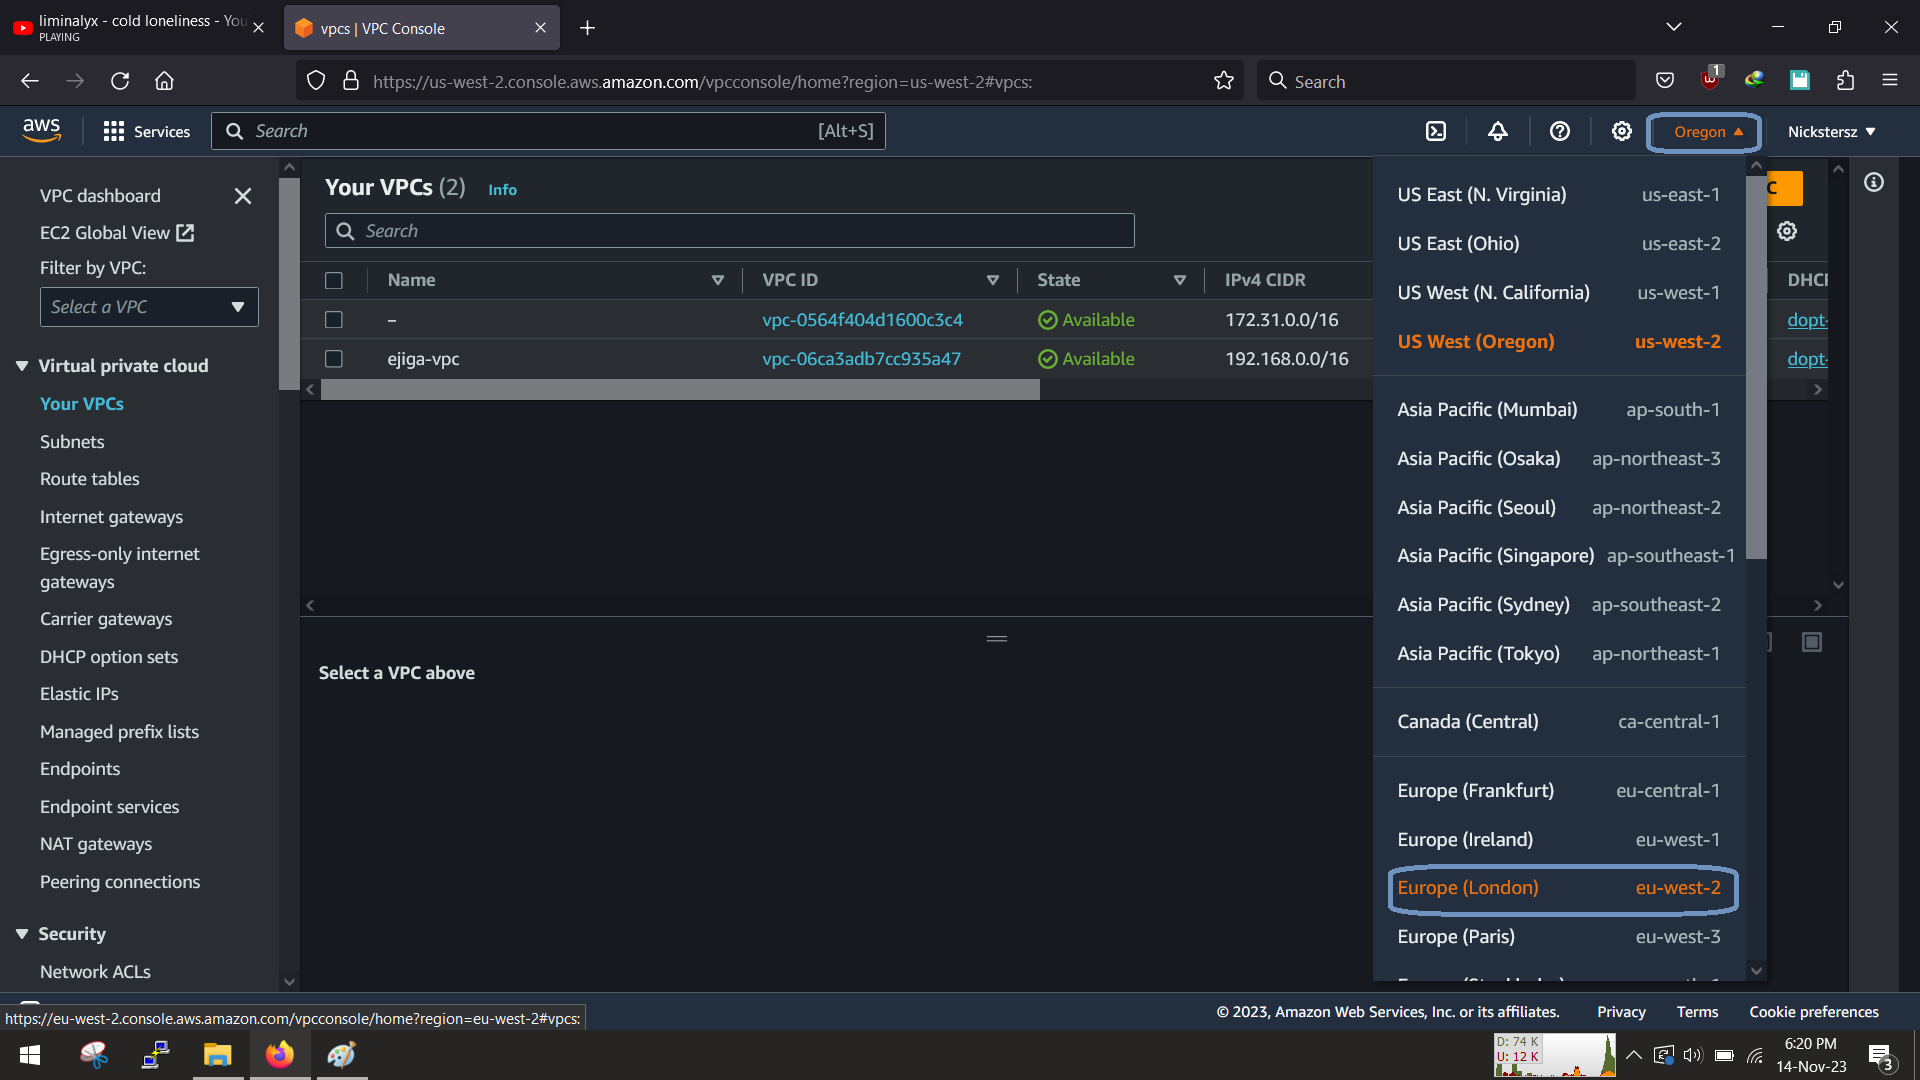 liminalyx - cold loneliness - You
PLAYING
vpcs | VPC Console
https://us-west-2.console.aws.amazon.com/vpcconsole/home?region=us-west-2#vpcs:
Search
1
aws
Services
Search
[Alt+S]
Oregon
Nickstersz
VPC dashboard
EC2 Global View
Filter by VPC:
Select a VPC
Virtual private cloud
Your VPCs
Subnets
Route tables
Internet gateways
Egress-only internet
gateways
Carrier gateways
DHCP option sets
Elastic IPs
Managed prefix lists
Endpoints
Endpoint services
NAT gateways
Peering connections
Security
Network ACLs
Your VPCs (2) Info
Search
Name VPC ID State IPv4 CIDR DHCP
– vpc-0564f404d1600c3c4 Available 172.31.0.0/16 dopt-
ejiga-vpc vpc-06ca3adb7cc935a47 Available 192.168.0.0/16 dopt-
Select a VPC above
US East (N. Virginia) us-east-1
US East (Ohio) us-east-2
US West (N. California) us-west-1
US West (Oregon) us-west-2
Asia Pacific (Mumbai) ap-south-1
Asia Pacific (Osaka) ap-northeast-3
Asia Pacific (Seoul) ap-northeast-2
Asia Pacific (Singapore) ap-southeast-1
Asia Pacific (Sydney) ap-southeast-2
Asia Pacific (Tokyo) ap-northeast-1
Canada (Central) ca-central-1
Europe (Frankfurt) eu-central-1
Europe (Ireland) eu-west-1
Europe (London) eu-west-2
Europe (Paris) eu-west-3
https://eu-west-2.console.aws.amazon.com/vpcconsole/home?region=eu-west-2#vpcs:
© 2023, Amazon Web Services, Inc. or its affiliates. Privacy Terms Cookie preferences
D: 74 K
U: 12 K
6:20 PM
14-Nov-23
3